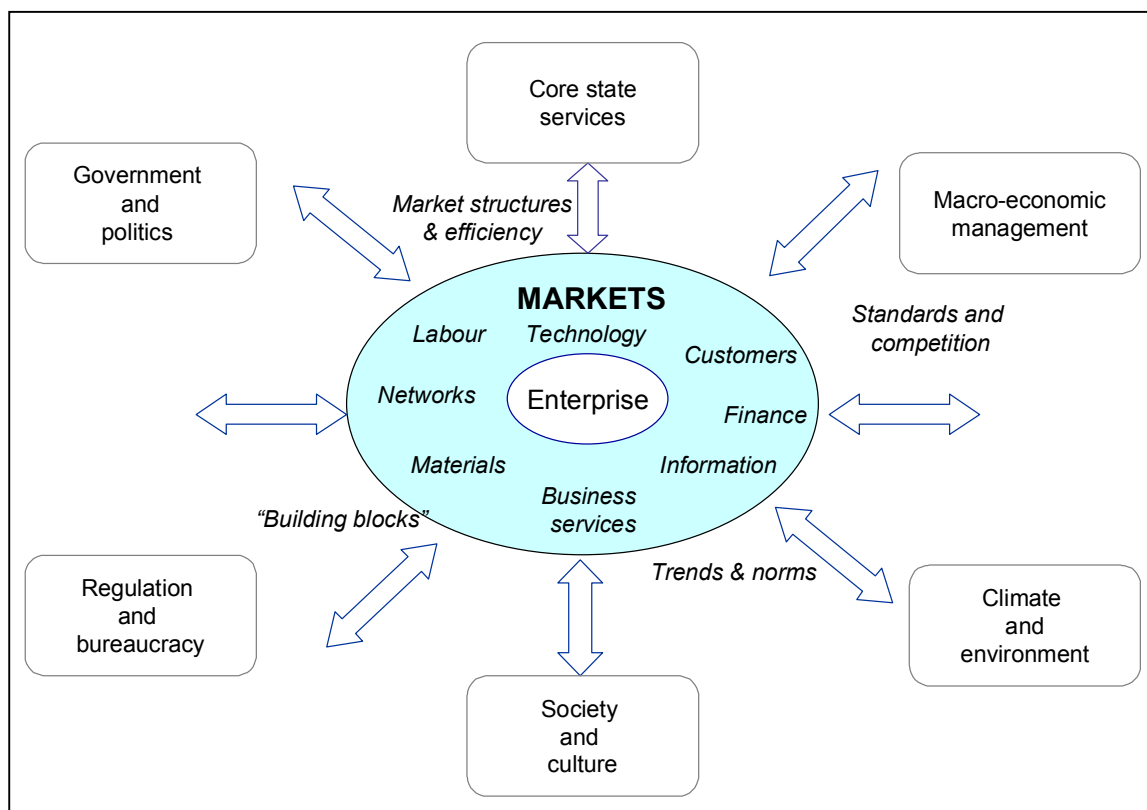 Core state
services
Government
and
politics
Macro-economic
management
Market structures
& efficiency
MARKETS
Labour
Technology
Customers
Standards and
competition
Networks
Enterprise
Finance
Materials
Information
Business
services
“Building blocks”
Trends & norms
Regulation
and
bureaucracy
Climate
and
environment
Society
and
culture